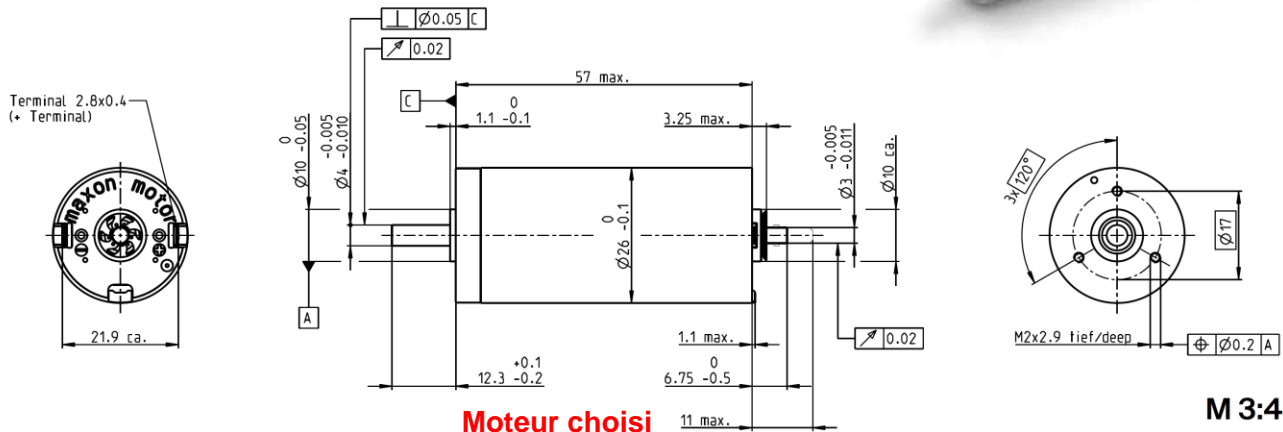 ⊥ Ø0.05 C
↗ 0.02
Terminal 2.8x0.4
(+ Terminal)
maxon motor
21.9 ca.
Ø10 0 -0.05
Ø4 -0.005 -0.010
A
C
1.1 0 -0.1
57 max.
3.25 max.
Ø26 0 -0.1
Ø3 -0.005 -0.011
Ø10 ca.
12.3 +0.1 -0.2
1.1 max.
6.75 0 -0.5
11 max.
↗ 0.02
3x 120°
Ø17
M2x2.9 tief/deep
⌖ Ø0.2 A
Moteur choisi
M 3:4